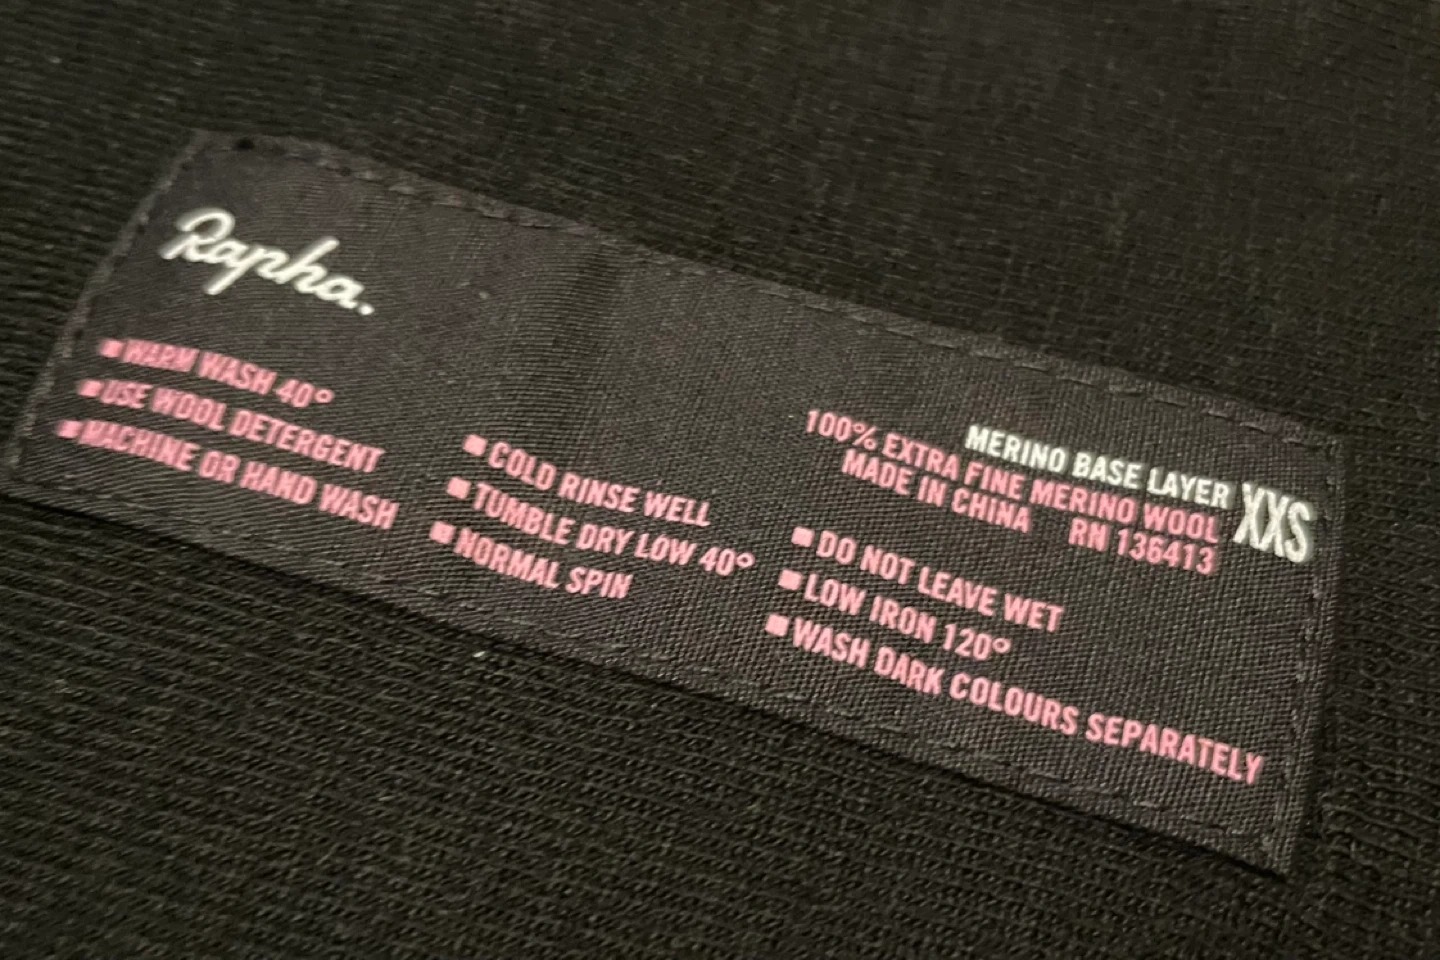 Rapha.
■ WARM WASH 40°
■ USE WOOL DETERGENT
■ MACHINE OR HAND WASH
■ COLD RINSE WELL
■ TUMBLE DRY LOW 40°
■ NORMAL SPIN
MERINO BASE LAYER XXS
100% EXTRA FINE MERINO WOOL
MADE IN CHINA RN 136413
■ DO NOT LEAVE WET
■ LOW IRON 120°
■ WASH DARK COLOURS SEPARATELY